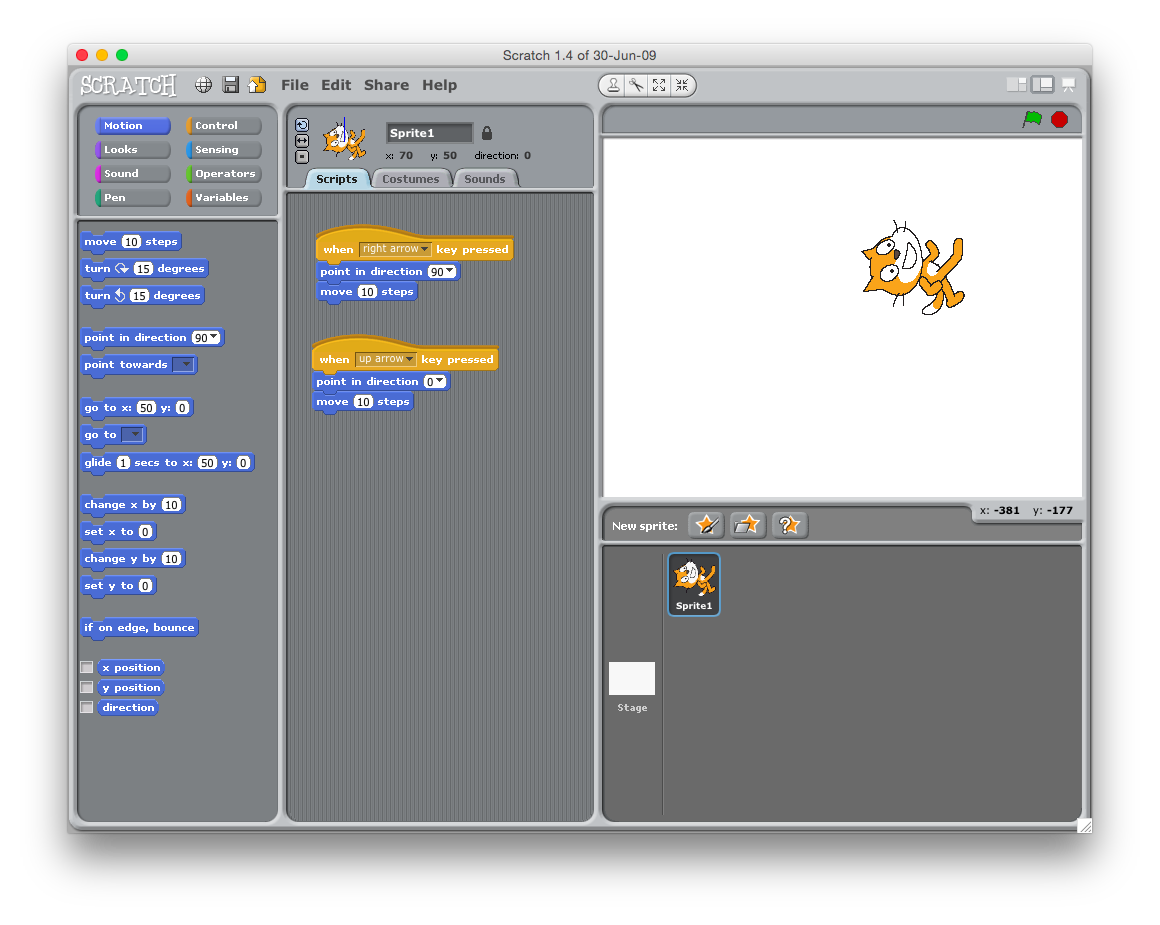 Scratch 1.4 of 30-Jun-09
SCRATCH File Edit Share Help
Motion Control
Looks Sensing
Sound Operators
Pen Variables
move 10 steps
turn 15 degrees
turn 15 degrees
point in direction 90
point towards
go to x: 50 y: 0
go to
glide 1 secs to x: 50 y: 0
change x by 10
set x to 0
change y by 10
set y to 0
if on edge, bounce
x position
y position
direction
Sprite1
x: 70 y: 50 direction: 0
Scripts Costumes Sounds
when right arrow key pressed
point in direction 90
move 10 steps
when up arrow key pressed
point in direction 0
move 10 steps
x: -381 y: -177
New sprite:
Sprite1
Stage